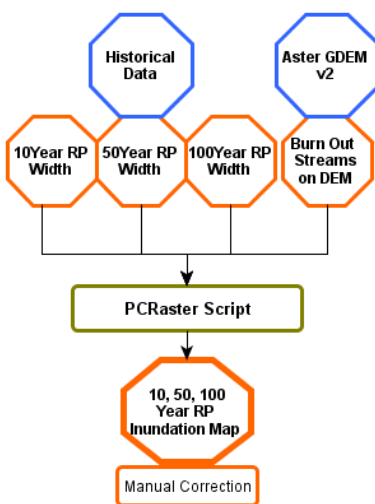 Historical
Data
Aster GDEM
v2
10Year RP
Width
50Year RP
Width
100Year RP
Width
Burn Out
Streams
on DEM
PCRaster Script
10, 50, 100
Year RP
Inundation Map
Manual Correction